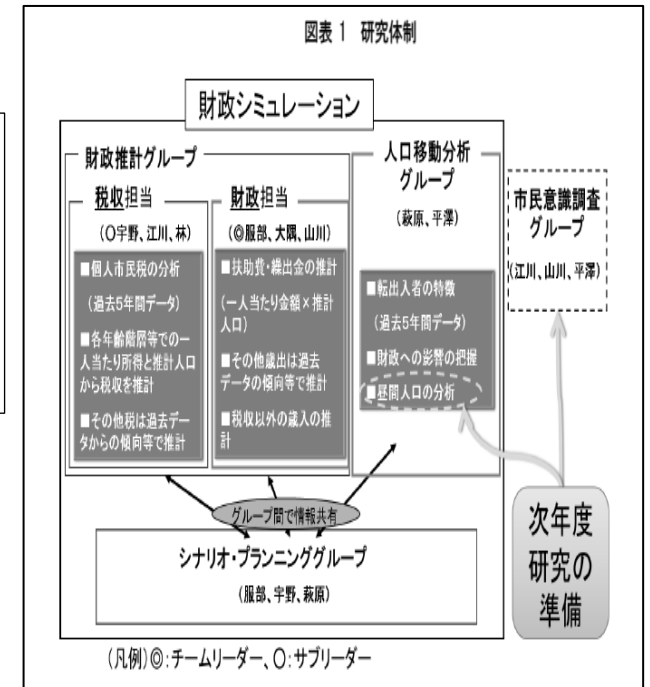 図表 1 研究体制
財政シミュレーション
財政推計グループ
税収担当
(○宇野、江川、林)
■個人市民税の分析
(過去5年間データ)
■各年齢階層等での一
人当たり所得と推計人口
から税収を推計
■その他税は過去デー
タからの傾向等で推計
財政担当
(◎服部、大隅、山川)
■扶助費・繰出金の推計
(一人当たり金額×推計
人口)
■その他歳出は過去
データの傾向等で推計
■税収以外の歳入の推
計
人口移動分析
グループ
(萩原、平澤)
■転出入者の特徴
(過去5年間データ)
■財政への影響の把握
■昼間人口の分析
市民意識調査
グループ
(江川、山川、平澤)
グループ間で情報共有
シナリオ・プランニンググループ
(服部、宇野、萩原)
次年度
研究の
準備
(凡例)◎:チームリーダー、○:サブリーダー